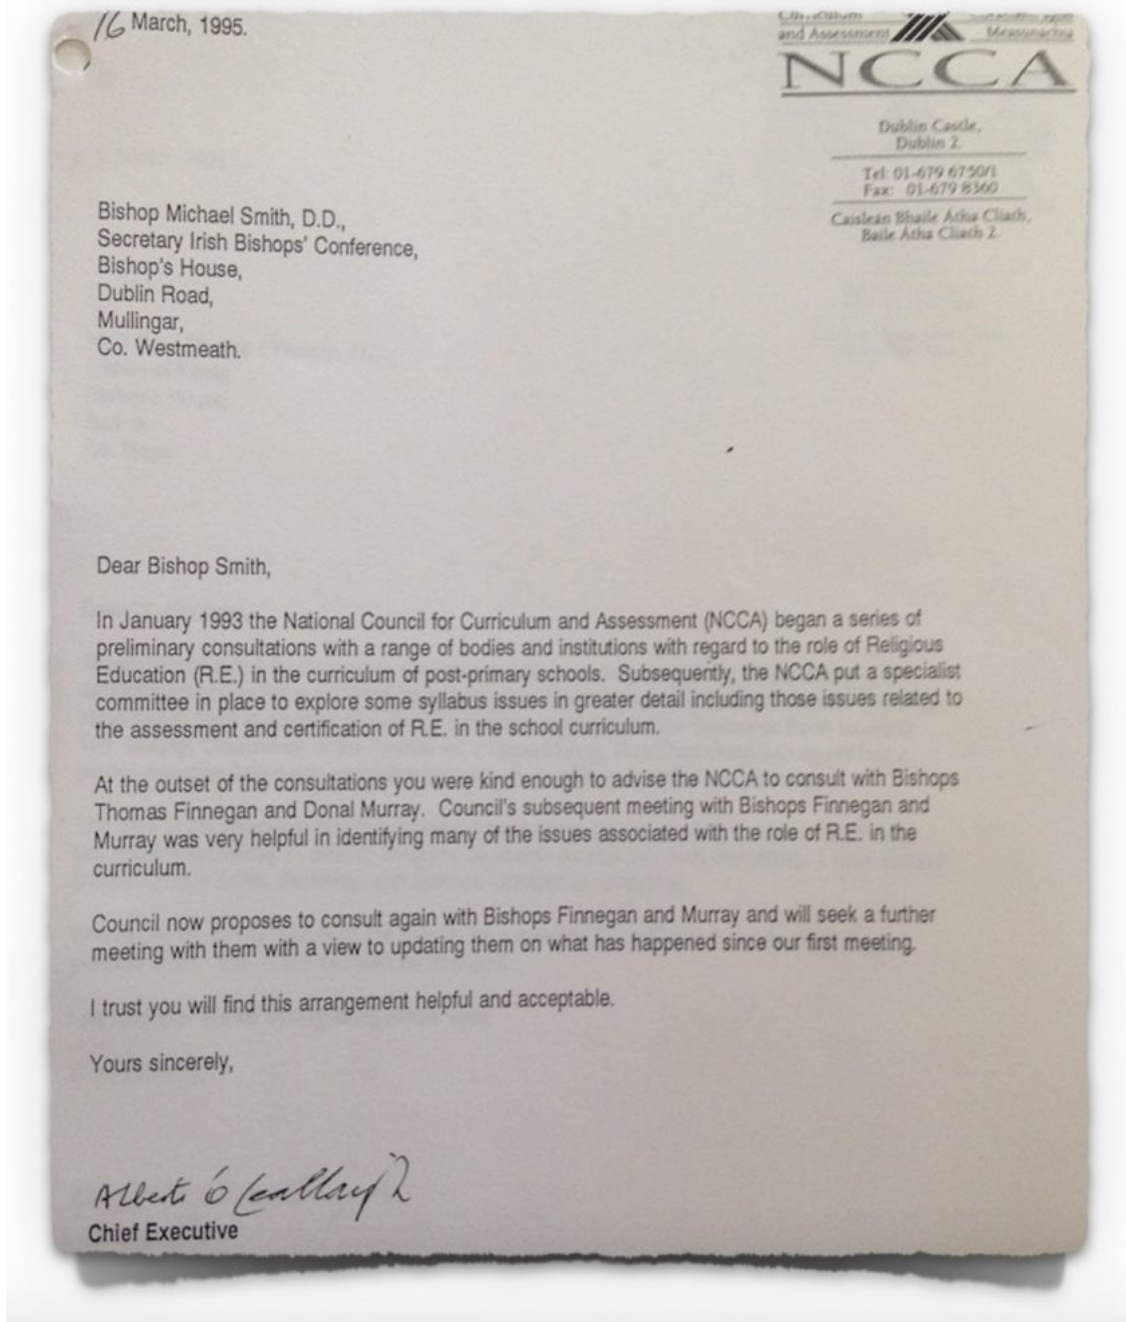 16 March, 1995.
and Assessment
NCCA
Dublin Castle,
Dublin 2.
Tel: 01-679 6750/1
Fax: 01-679 8360
Caisleán Bhaile Átha Cliath,
Baile Átha Cliath 2.
Bishop Michael Smith, D.D.,
Secretary Irish Bishops' Conference,
Bishop's House,
Dublin Road,
Mullingar,
Co. Westmeath.
Dear Bishop Smith,
In January 1993 the National Council for Curriculum and Assessment (NCCA) began a series of
preliminary consultations with a range of bodies and institutions with regard to the role of Religious
Education (R.E.) in the curriculum of post-primary schools. Subsequently, the NCCA put a specialist
committee in place to explore some syllabus issues in greater detail including those issues related to
the assessment and certification of R.E. in the school curriculum.
At the outset of the consultations you were kind enough to advise the NCCA to consult with Bishops
Thomas Finnegan and Donal Murray. Council's subsequent meeting with Bishops Finnegan and
Murray was very helpful in identifying many of the issues associated with the role of R.E. in the
curriculum.
Council now proposes to consult again with Bishops Finnegan and Murray and will seek a further
meeting with them with a view to updating them on what has happened since our first meeting.
I trust you will find this arrangement helpful and acceptable.
Yours sincerely,
Albert Ó Ceallaigh
Chief Executive